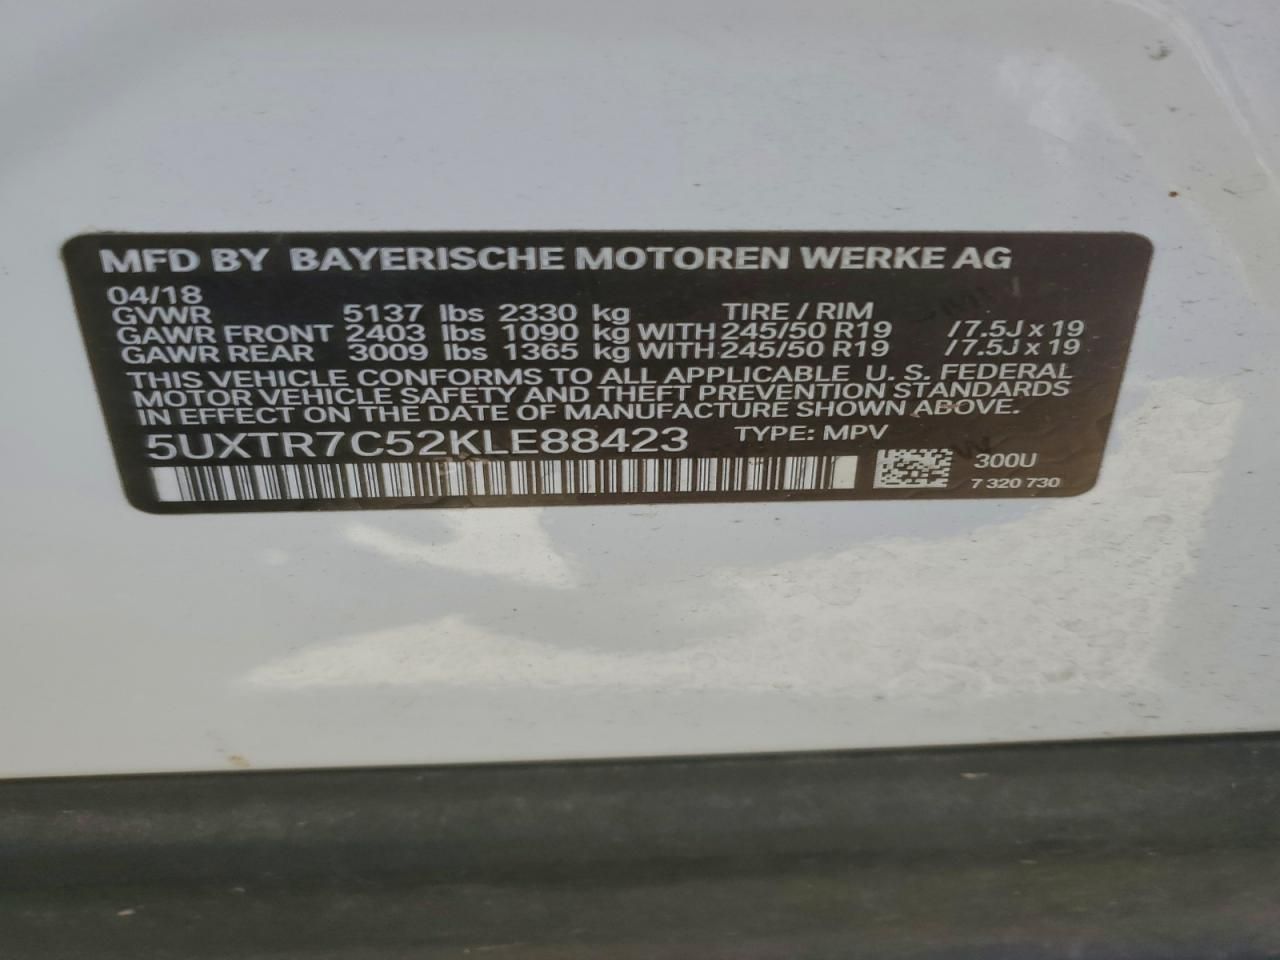 MFD BY BAYERISCHE MOTOREN WERKE AG
04/18
GVWR 5137 lbs 2330 kg TIRE / RIM
GAWR FRONT 2403 lbs 1090 kg WITH 245/50 R19 / 7.5J x 19
GAWR REAR 3009 lbs 1365 kg WITH 245/50 R19 / 7.5J x 19
THIS VEHICLE CONFORMS TO ALL APPLICABLE U. S. FEDERAL
MOTOR VEHICLE SAFETY AND THEFT PREVENTION STANDARDS
IN EFFECT ON THE DATE OF MANUFACTURE SHOWN ABOVE.
5UXTR7C52KLE88423 TYPE: MPV
300U
7 320 730